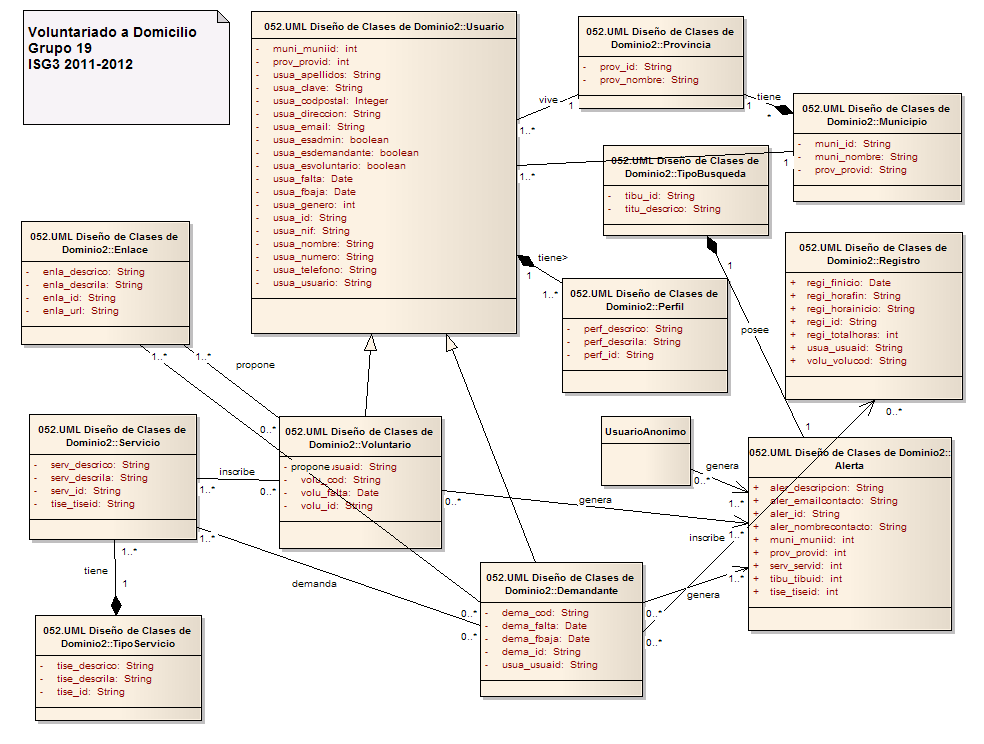 Voluntariado a Domicilio
Grupo 19
ISG3 2011-2012
052.UML Diseño de Clases de Dominio2::Usuario
- muni_muniid: int
- prov_provid: int
- usua_apellidos: String
- usua_clave: String
- usua_codpostal: Integer
- usua_direccion: String
- usua_email: String
- usua_esadmin: boolean
- usua_esdemandante: boolean
- usua_esvoluntario: boolean
- usua_falta: Date
- usua_fbaja: Date
- usua_genero: int
- usua_id: String
- usua_nif: String
- usua_nombre: String
- usua_numero: String
- usua_telefono: String
- usua_usuario: String
052.UML Diseño de Clases de
Dominio2::Provincia
- prov_id: String
- prov_nombre: String
vive
1
1..*
tiene
1
*
052.UML Diseño de Clases de
Dominio2::Municipio
- muni_id: String
- muni_nombre: String
- prov_provid: String
1
1..*
052.UML Diseño de Clases de
Dominio2::TipoBusqueda
- tibu_id: String
- titu_descrico: String
1
posee
1
tiene>
1
1..*
052.UML Diseño de Clases de
Dominio2::Perfil
- perf_descrico: String
- perf_descrila: String
- perf_id: String
052.UML Diseño de Clases de
Dominio2::Registro
+ regi_finicio: Date
+ regi_horafin: String
+ regi_horainicio: String
+ regi_id: String
+ regi_totalhoras: int
+ usua_usuaid: String
+ volu_volucod: String
0..*
052.UML Diseño de Clases de
Dominio2::Enlace
- enla_descrico: String
- enla_descrila: String
- enla_id: String
- enla_url: String
1..*
1..*
propone
0..*
052.UML Diseño de Clases de
Dominio2::Servicio
- serv_descrico: String
- serv_descrila: String
- serv_id: String
- tise_tiseid: String
inscribe
1..*
0..*
052.UML Diseño de Clases de
Dominio2::Voluntario
- propone usuaid: String
- volu_cod: String
- volu_falta: Date
- volu_id: String
0..*
genera
UsuarioAnonimo
genera
0..*
1..*
052.UML Diseño de Clases de Dominio2::
Alerta
+ aler_descripcion: String
+ aler_emailcontacto: String
+ aler_id: String
+ aler_nombrecontacto: String
+ muni_muniid: int
+ prov_provid: int
+ serv_servid: int
+ tibu_tibuid: int
+ tise_tiseid: int
inscribe
1..*
1..*
genera
0..*
0..*
1..*
demanda
0..*
0..*
052.UML Diseño de Clases de
Dominio2::Demandante
- dema_cod: String
- dema_falta: Date
- dema_fbaja: Date
- dema_id: String
- usua_usuaid: String
1..*
tiene
1
052.UML Diseño de Clases de
Dominio2::TipoServicio
- tise_descrico: String
- tise_descrila: String
- tise_id: String